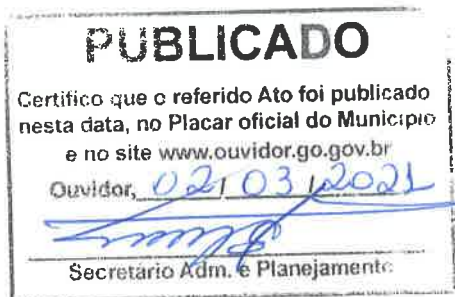 PUBLICADO
Certifico que o referido Ato foi publicado
nesta data, no Placar oficial do Município
e no site www.ouvidor.go.gov.br
Ouvidor, 02/03/2021
Secretário Adm. e Planejamento